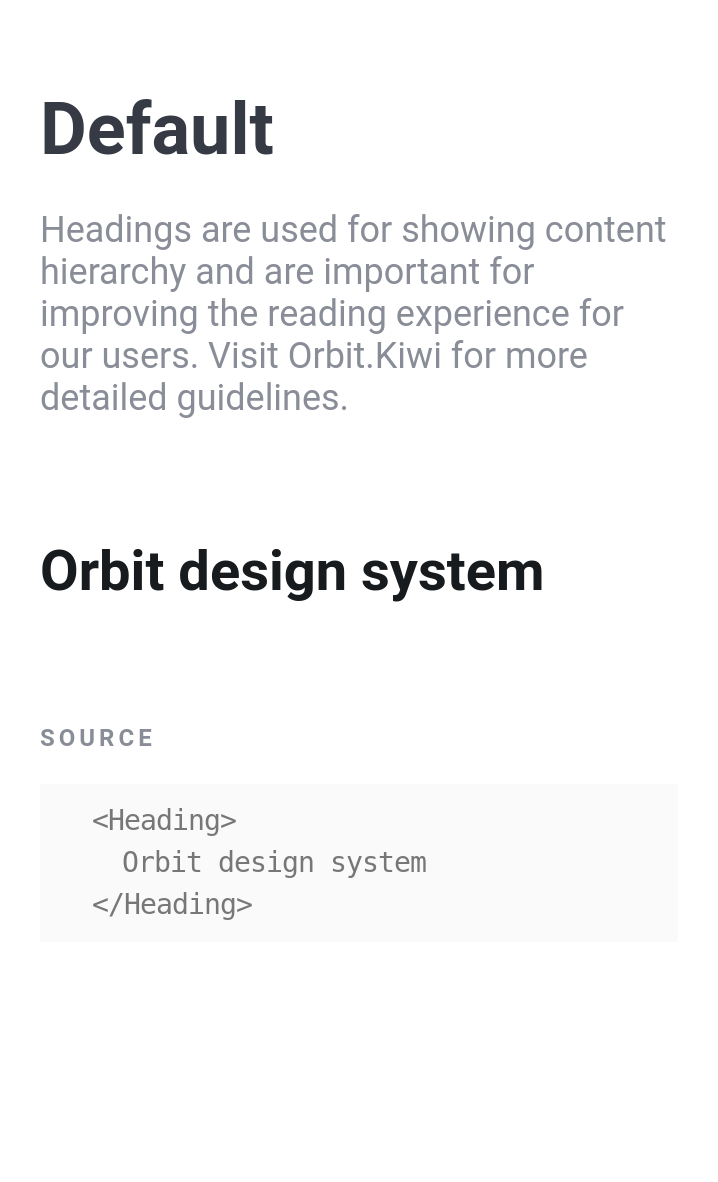 Default
Headings are used for showing content
hierarchy and are important for
improving the reading experience for
our users. Visit Orbit.Kiwi for more
detailed guidelines.
Orbit design system
SOURCE
<Heading>
  Orbit design system
</Heading>